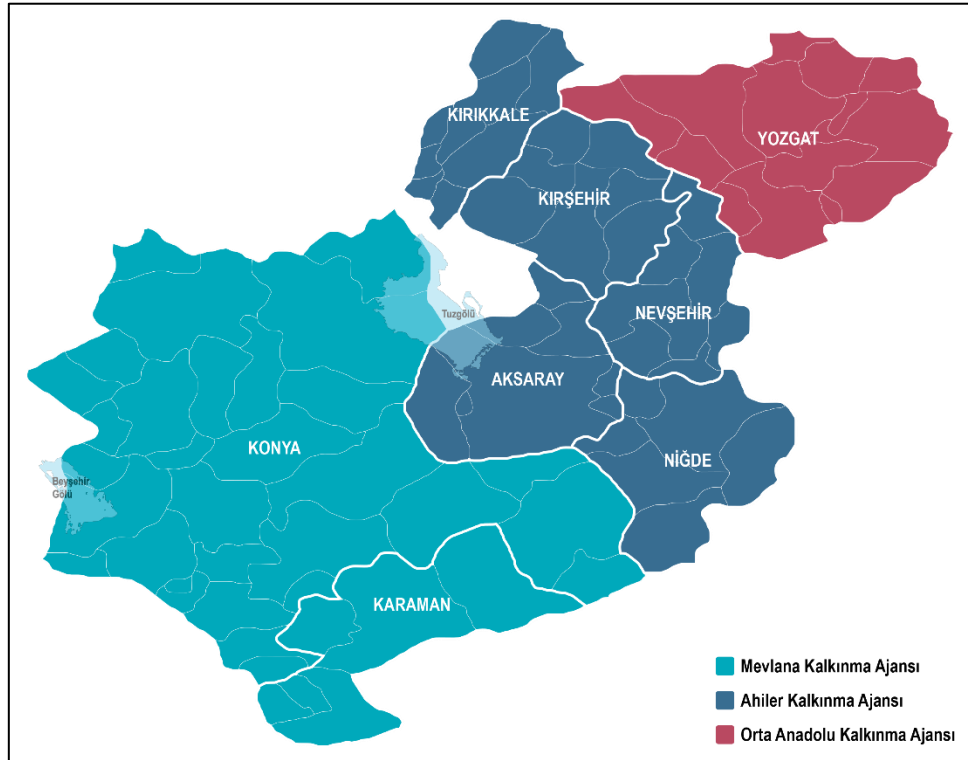 KIRIKKALE
YOZGAT
KIRŞEHİR
NEVŞEHİR
Tuzgölü
AKSARAY
KONYA
NİĞDE
Beyşehir
Gölü
KARAMAN
Mevlana Kalkınma Ajansı
Ahiler Kalkınma Ajansı
Orta Anadolu Kalkınma Ajansı